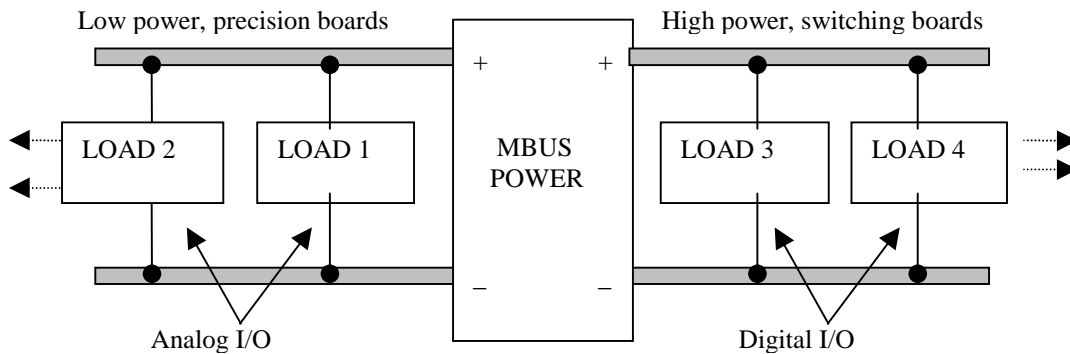 Low power, precision boards
High power, switching boards
+
+
LOAD 2
LOAD 1
MBUS
POWER
LOAD 3
LOAD 4
−
−
Analog I/O
Digital I/O